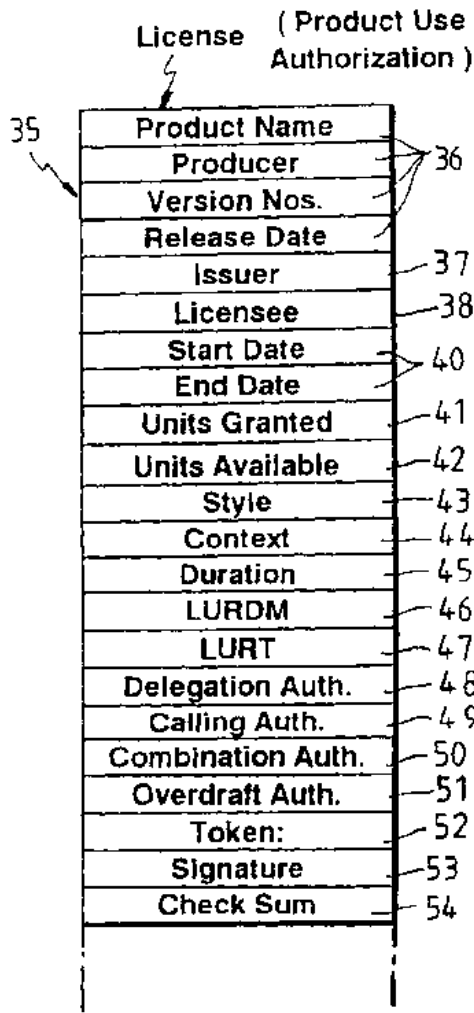 License
( Product Use
Authorization )
35
Product Name
Producer
36
Version Nos.
Release Date
Issuer
37
Licensee
38
Start Date
40
End Date
Units Granted
41
Units Available
42
Style
43
Context
44
Duration
45
LURDM
46
LURT
47
Delegation Auth.
48
Calling Auth.
49
Combination Auth.
50
Overdraft Auth.
51
Token:
52
Signature
53
Check Sum
54